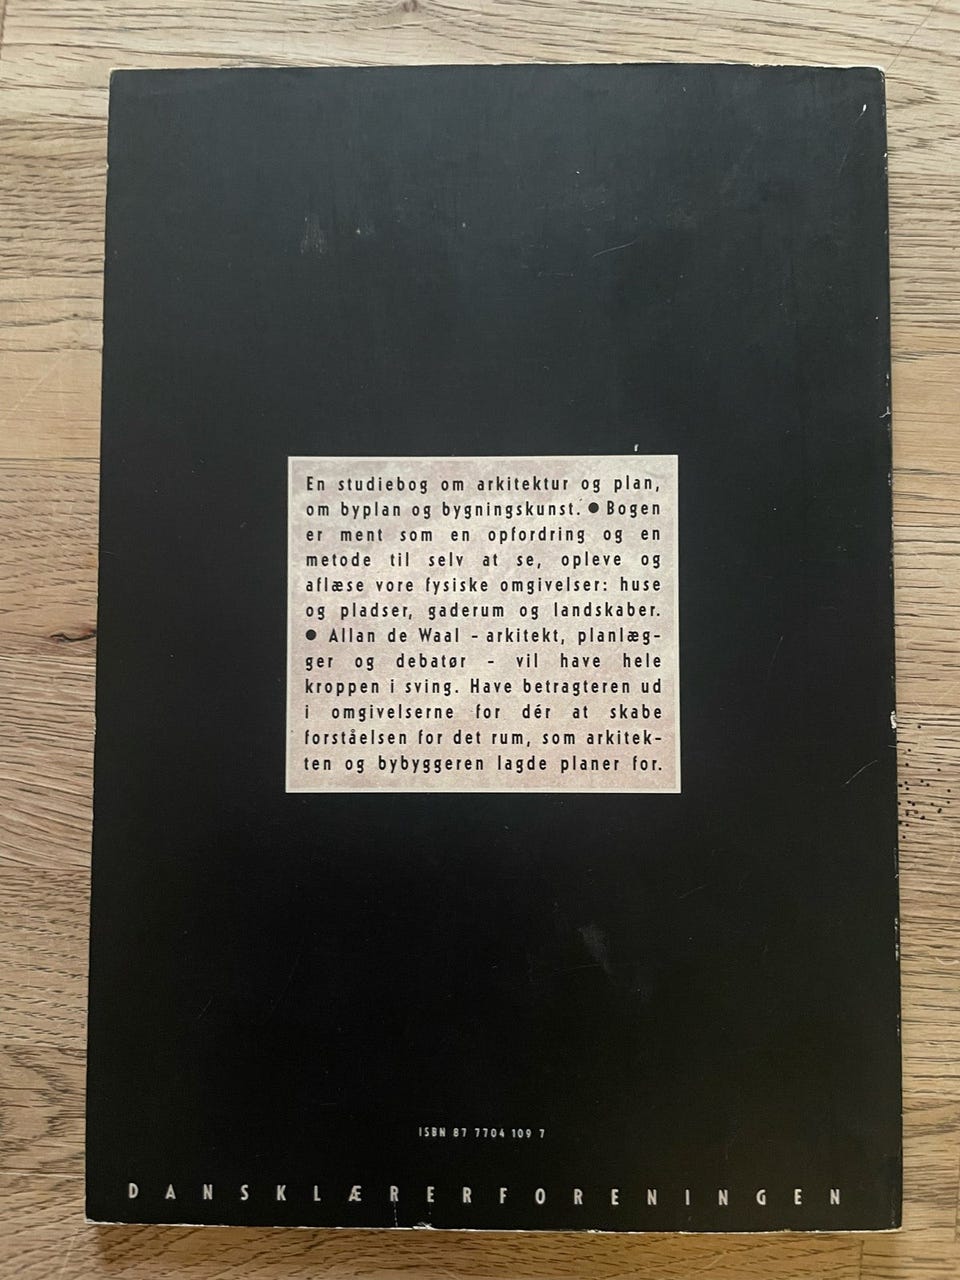 En studiebog om arkitektur og plan,
om byplan og bygningskunst. ● Bogen
er ment som en opfordring og en
metode til selv at se, opleve og
aflæse vore fysiske omgivelser: huse
og pladser, gaderum og landskaber.
● Allan de Waal – arkitekt, planlæg-
ger og debatør – vil have hele
kroppen i sving. Have betragteren ud
i omgivelserne for dér at skabe
forståelsen for det rum, som arkitek-
ten og bybyggeren lagde planer for.
ISBN 87 7704 109 7
DANSKLÆRERFORENINGEN